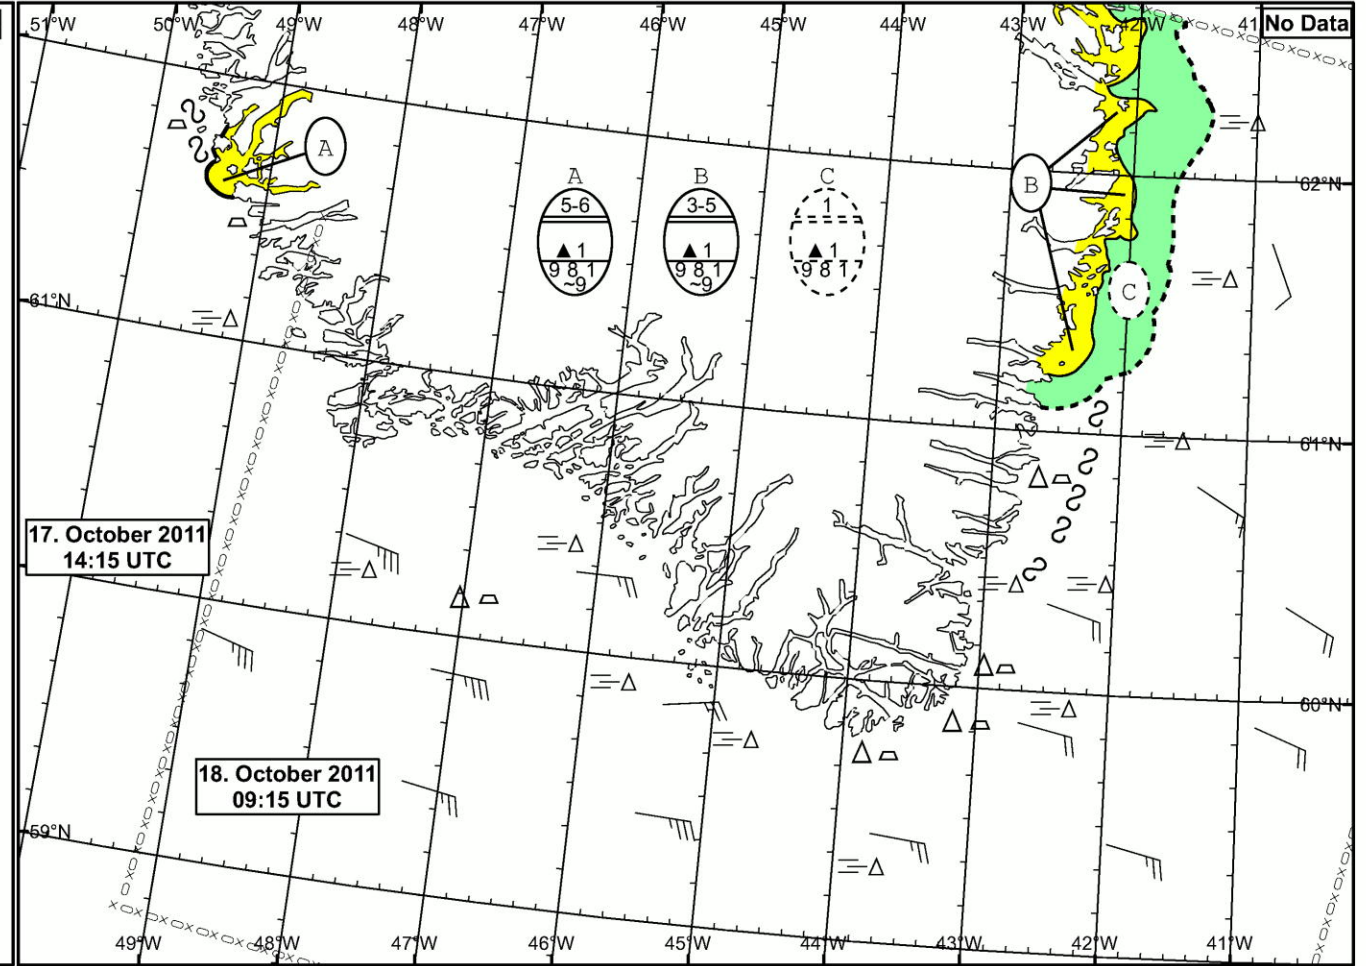 51°W 50°W 49°W 48°W 47°W 46°W 45°W 44°W 43°W 42°W 41
No Data
A
A B C
5-6 3-5 1
▲ 1 ▲ 1 ▲ 1
9 8 1 9 8 1 9 8 1
~9 ~9
B
62°N
C
61°N
61°N
17. October 2011
14:15 UTC
60°N
18. October 2011
09:15 UTC
59°N
49°W 48°W 47°W 46°W 45°W 44°W 43°W 42°W 41°W